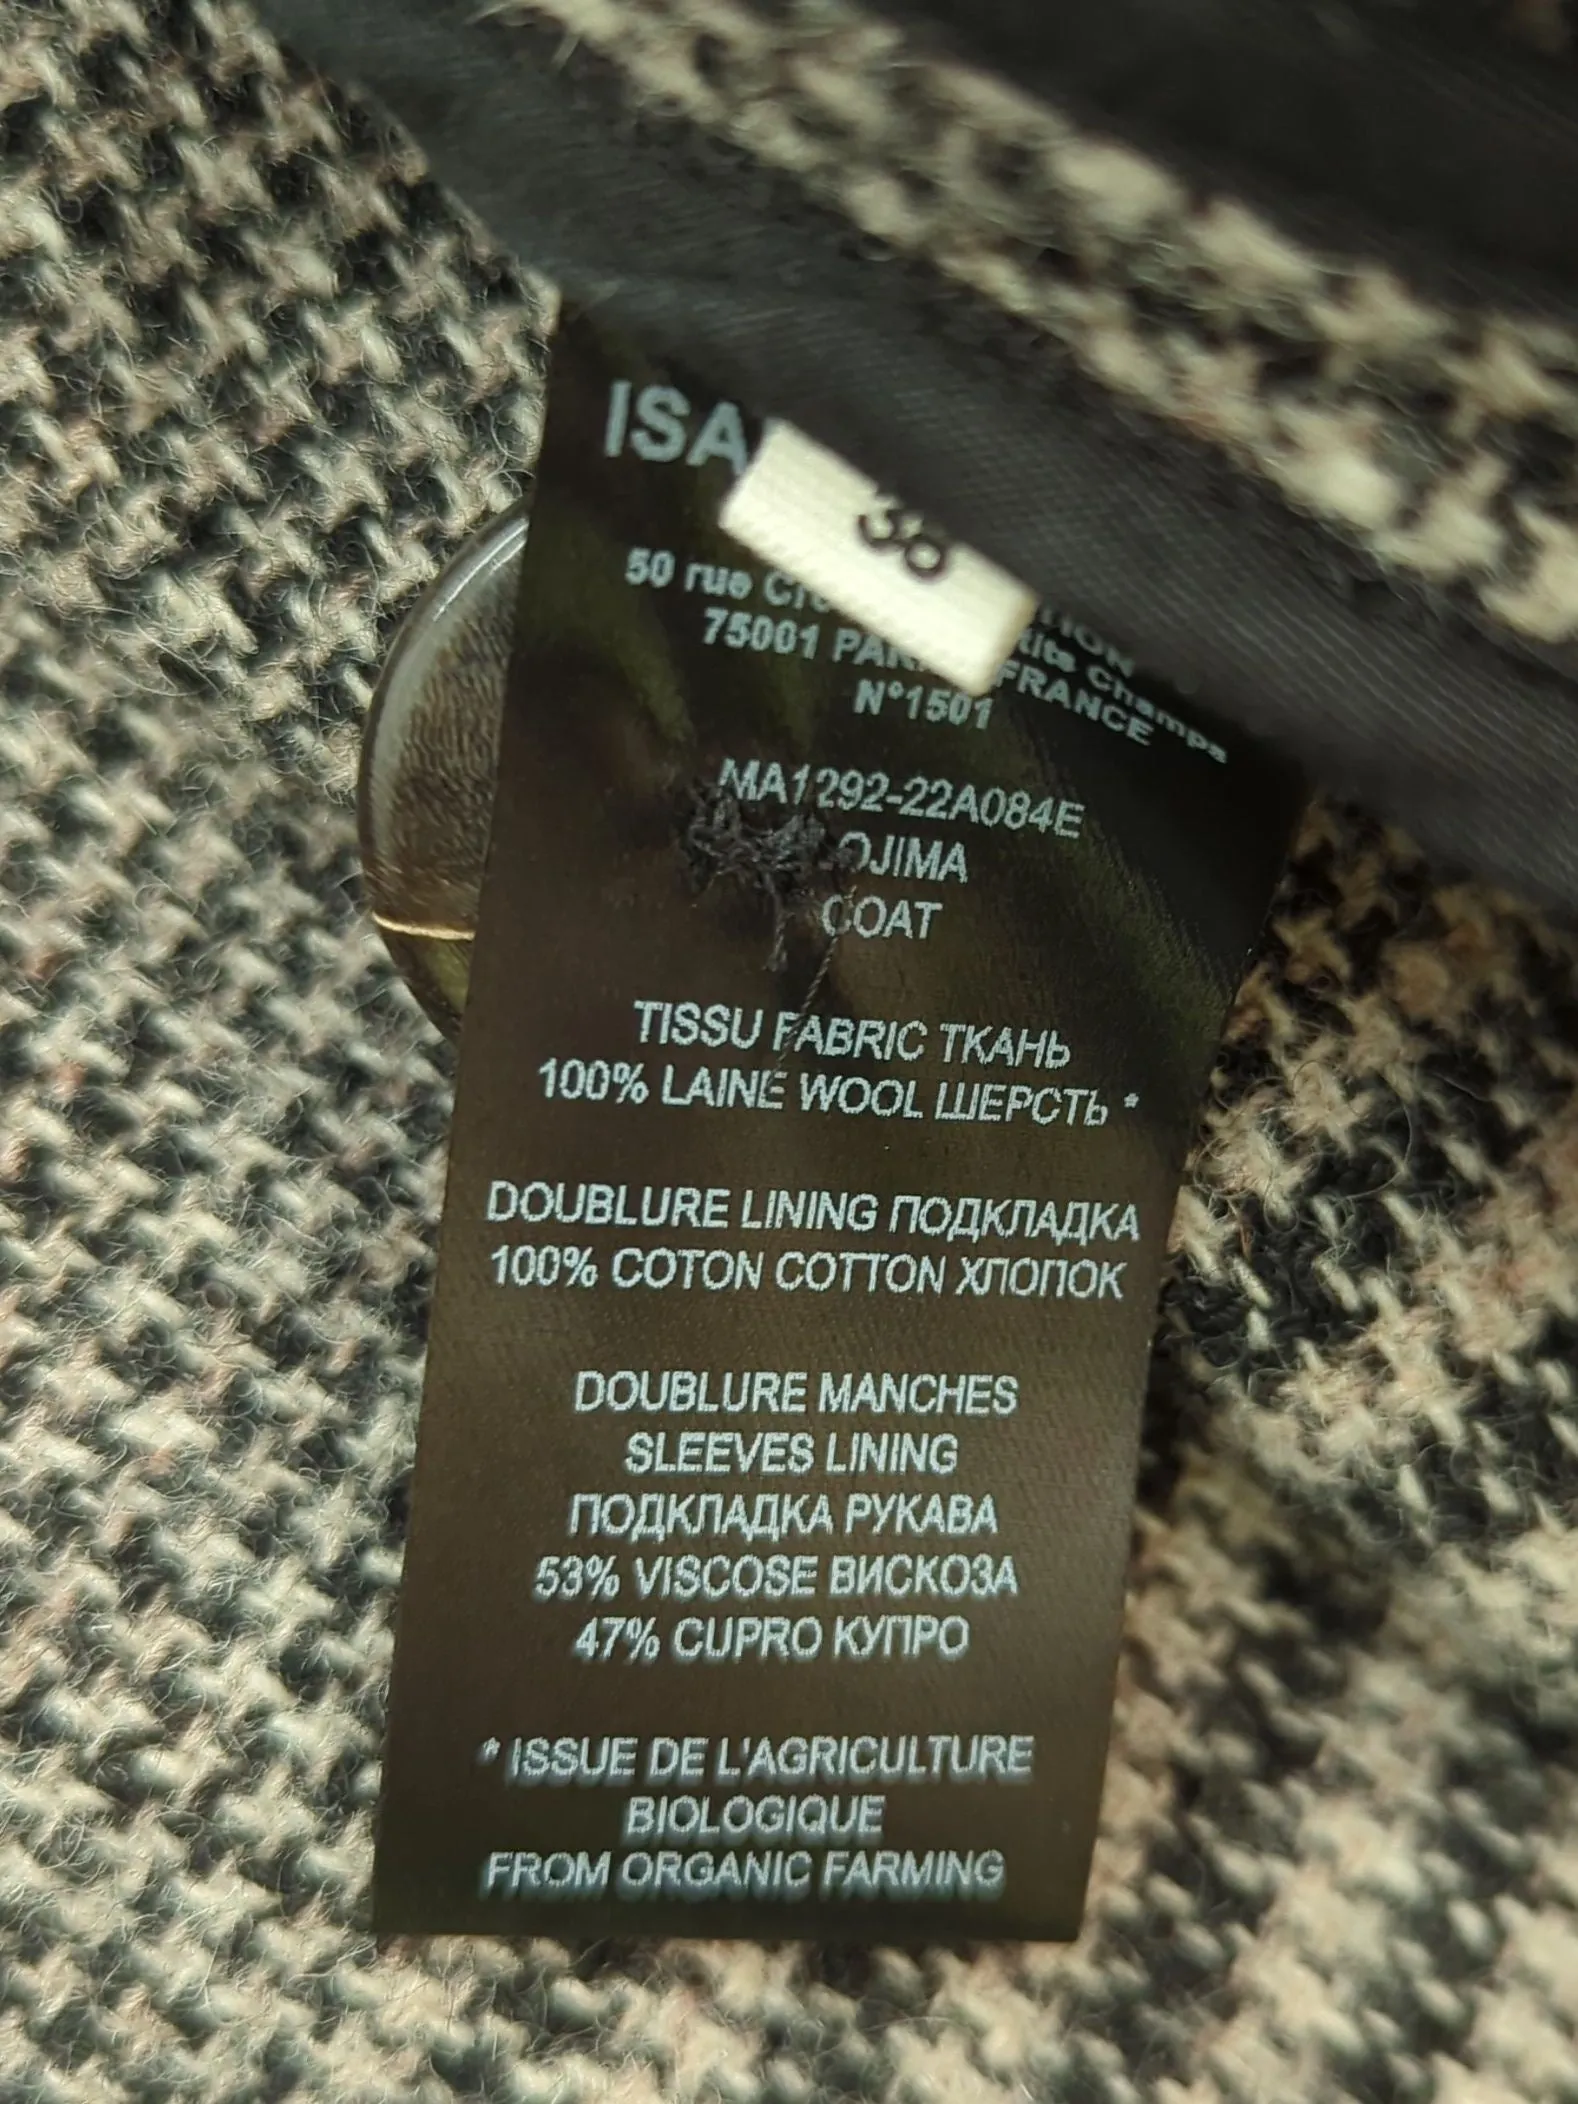 ISA
50 rue
75001
FRANCE
N°1501
MA1292-22A084E
OJIMA
COAT
TISSU FABRIC ТКАНЬ
100% LAINE WOOL ШЕРСТЬ *
DOUBLURE LINING ПОДКЛАДКА
100% COTON COTTON ХЛОПОК
DOUBLURE MANCHES
SLEEVES LINING
ПОДКЛАДКА РУКАВА
53% VISCOSE ВИСКОЗА
47% CUPRO КУПРО
* ISSUE DE L'AGRICULTURE
BIOLOGIQUE
FROM ORGANIC FARMING